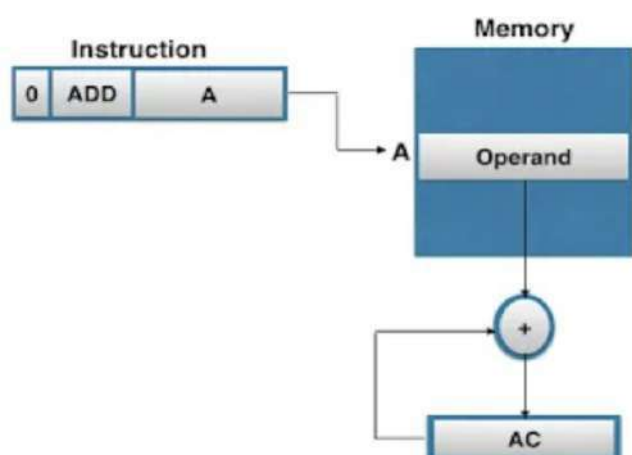 Memory
Instruction
0 ADD A
A Operand
+
AC